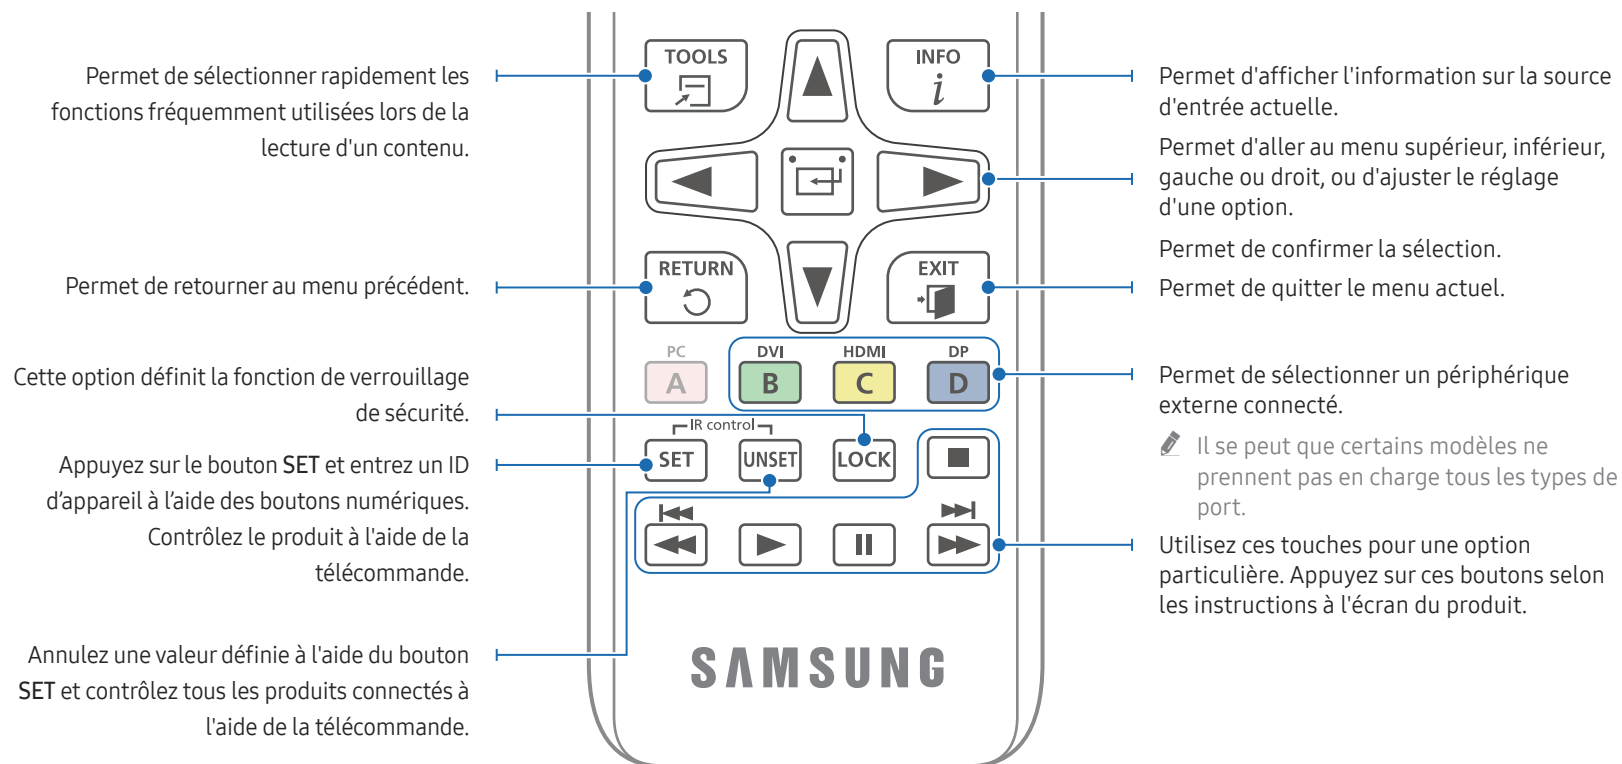 Permet de sélectionner rapidement les
fonctions fréquemment utilisées lors de la
lecture d'un contenu.
Permet de retourner au menu précédent.
Cette option définit la fonction de verrouillage
de sécurité.
Appuyez sur le bouton SET et entrez un ID
d’appareil à l’aide des boutons numériques.
Contrôlez le produit à l'aide de la
télécommande.
Annulez une valeur définie à l'aide du bouton
SET et contrôlez tous les produits connectés à
l'aide de la télécommande.
TOOLS
INFO
i
RETURN
EXIT
PC
DVI
HDMI
DP
A
B
C
D
IR control
SET
UNSET
LOCK
SAMSUNG
Permet d'afficher l'information sur la source
d'entrée actuelle.
Permet d'aller au menu supérieur, inférieur,
gauche ou droit, ou d'ajuster le réglage
d'une option.
Permet de confirmer la sélection.
Permet de quitter le menu actuel.
Permet de sélectionner un périphérique
externe connecté.
Il se peut que certains modèles ne
prennent pas en charge tous les types de
port.
Utilisez ces touches pour une option
particulière. Appuyez sur ces boutons selon
les instructions à l'écran du produit.